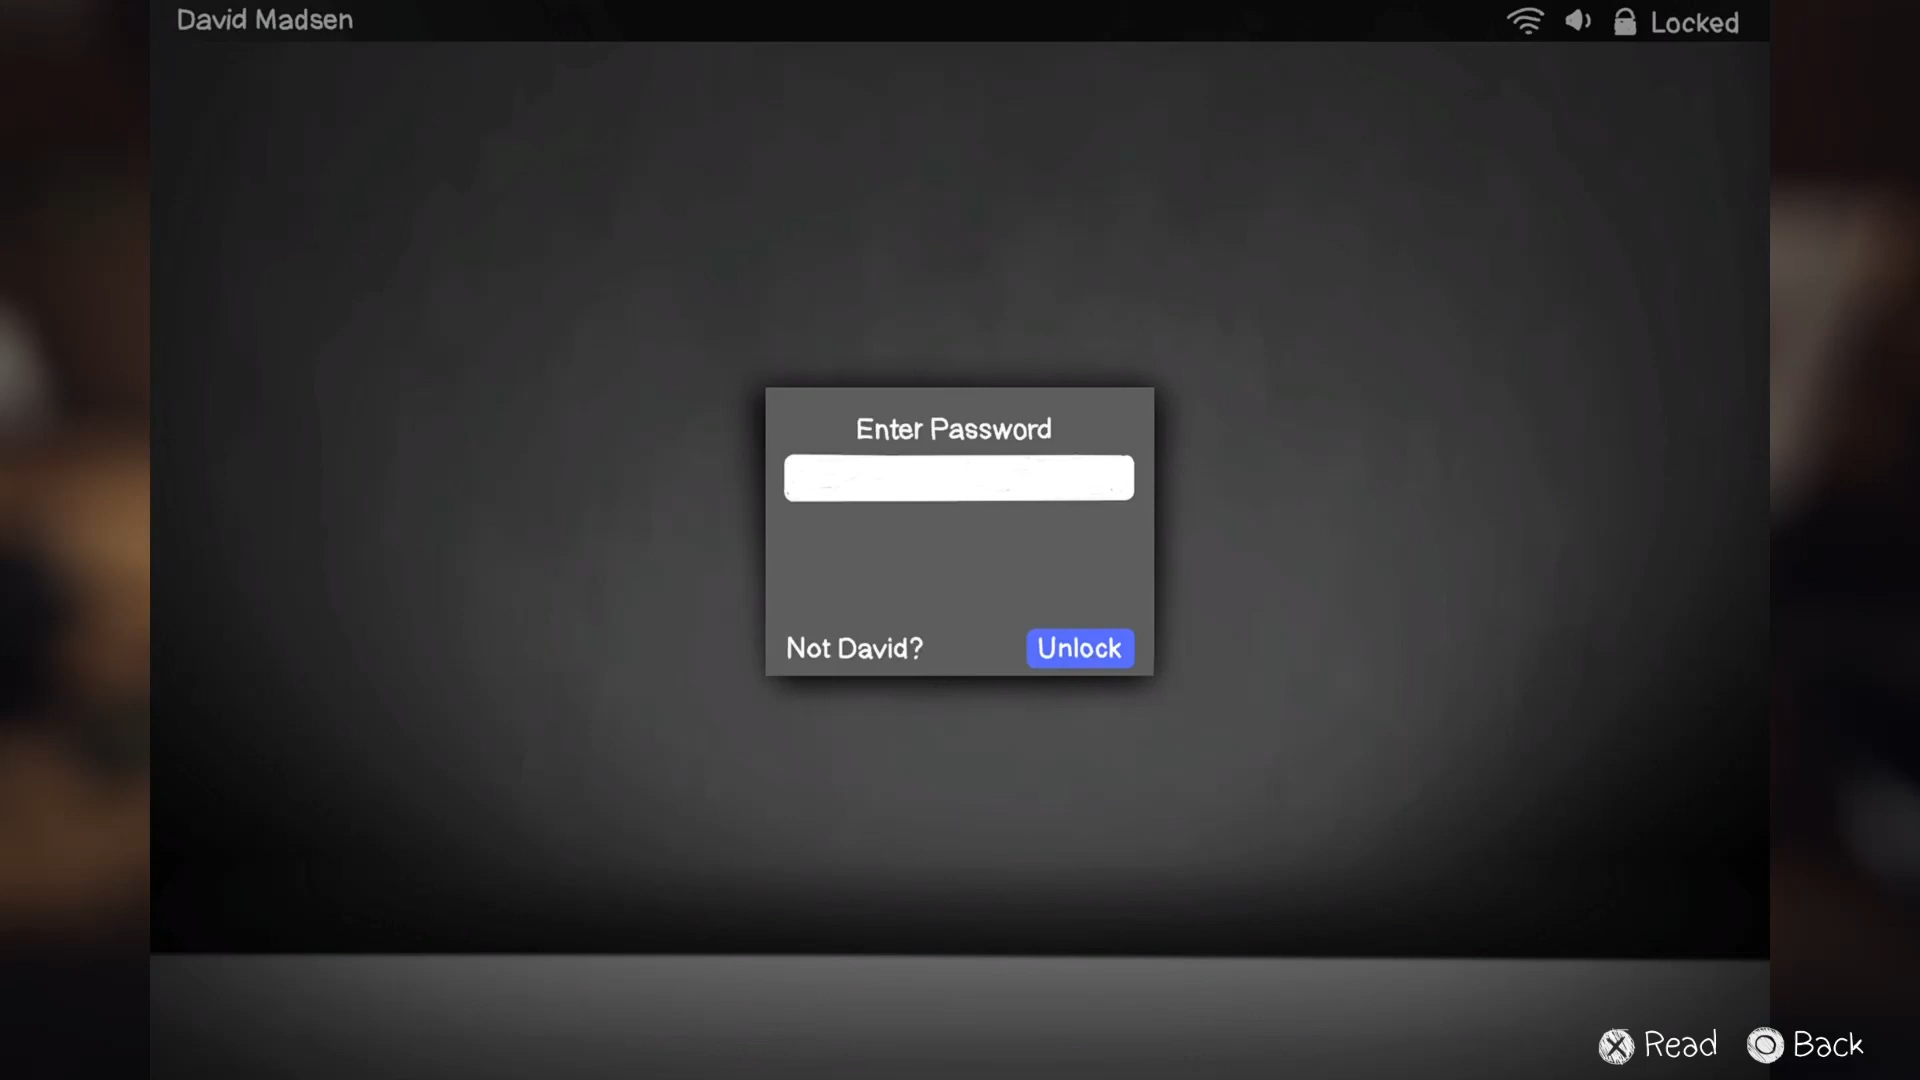 David Madsen
Locked
Enter Password
Not David?
Unlock
Read
Back